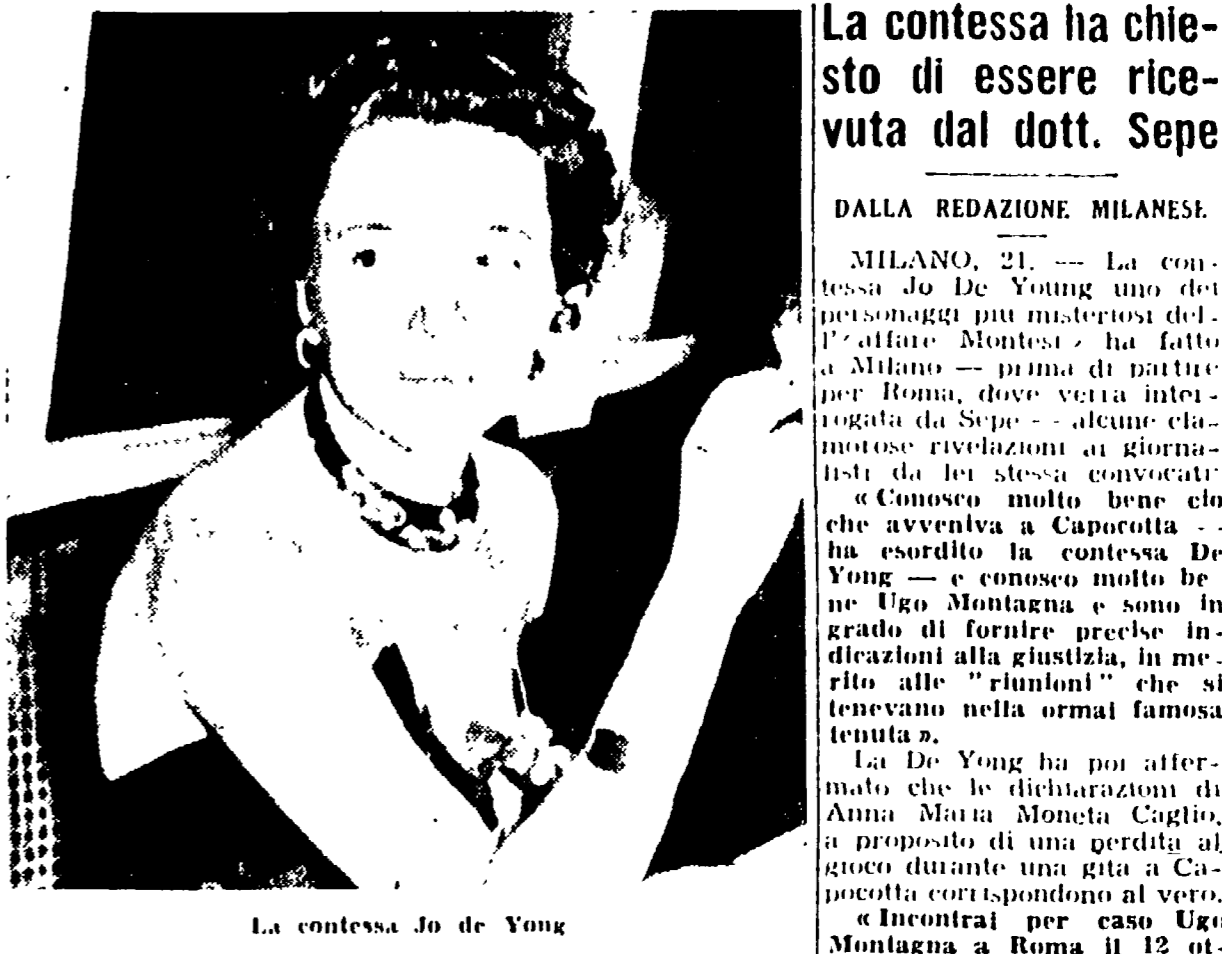 La contessa ha chie-
sto di essere rice-
vuta dal dott. Sepe
DALLA REDAZIONE MILANESE
MILANO, 21. — La con-
tessa Jo De Young uno dei
personaggi più misteriosi del-
l'«affare Montesi» ha fatto
a Milano — prima di partire
per Roma, dove verrà inter-
rogata da Sepe -- alcune cla-
morose rivelazioni ai giorna-
listi da lei stessa convocati
«Conosco molto bene ciò
che avveniva a Capocotta --
ha esordito la contessa De
Yong — e conosco molto be
ne Ugo Montagna e sono in
grado di fornire precise in-
dicazioni alla giustizia, in me-
rito alle "riunioni" che si
tenevano nella ormai famosa
tenuta».
La De Yong ha poi affer-
mato che le dichiarazioni di
Anna Maria Moneta Caglio,
a proposito di una perdita al
gioco durante una gita a Ca-
pocotta corrispondono al vero.
«Incontrai per caso Ugo
Montagna a Roma il 12 ot-
La contessa Jo de Yong